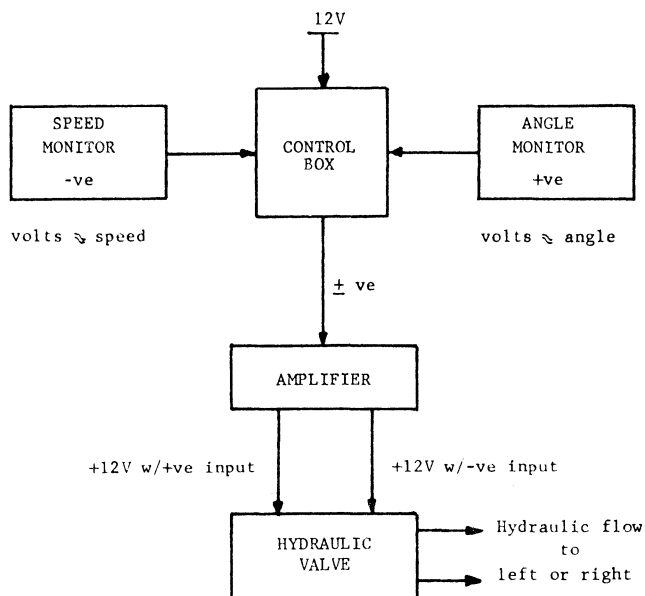 12V
SPEED
MONITOR
-ve
CONTROL
BOX
ANGLE
MONITOR
+ve
volts ∿ speed
volts ∿ angle
± ve
AMPLIFIER
+12V w/+ve input
+12V w/-ve input
HYDRAULIC
VALVE
Hydraulic flow
to
left or right